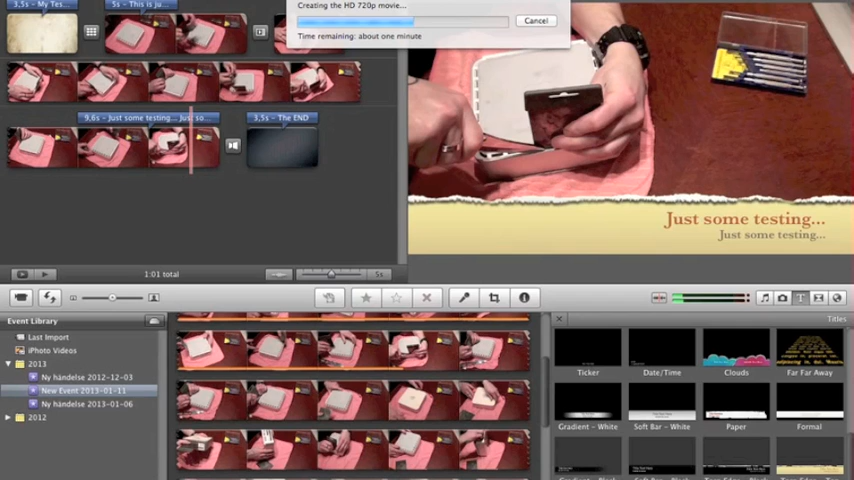 Creating the HD 720p movie...
Cancel
Time remaining: about one minute
3,5s - My Tes...
5s - This is ju...
9,6s - Just some testing... Just so...
3,5s - The END
Just some testing...
Just some testing...
1:01 total
5s
Event Library
Last Import
iPhoto Videos
2013
Ny händelse 2012-12-03
New Event 2013-01-11
Ny händelse 2013-01-06
2012
Titles
Ticker
Date/Time
Clouds
Far Far Away
Gradient - White
Soft Bar - White
Paper
Formal